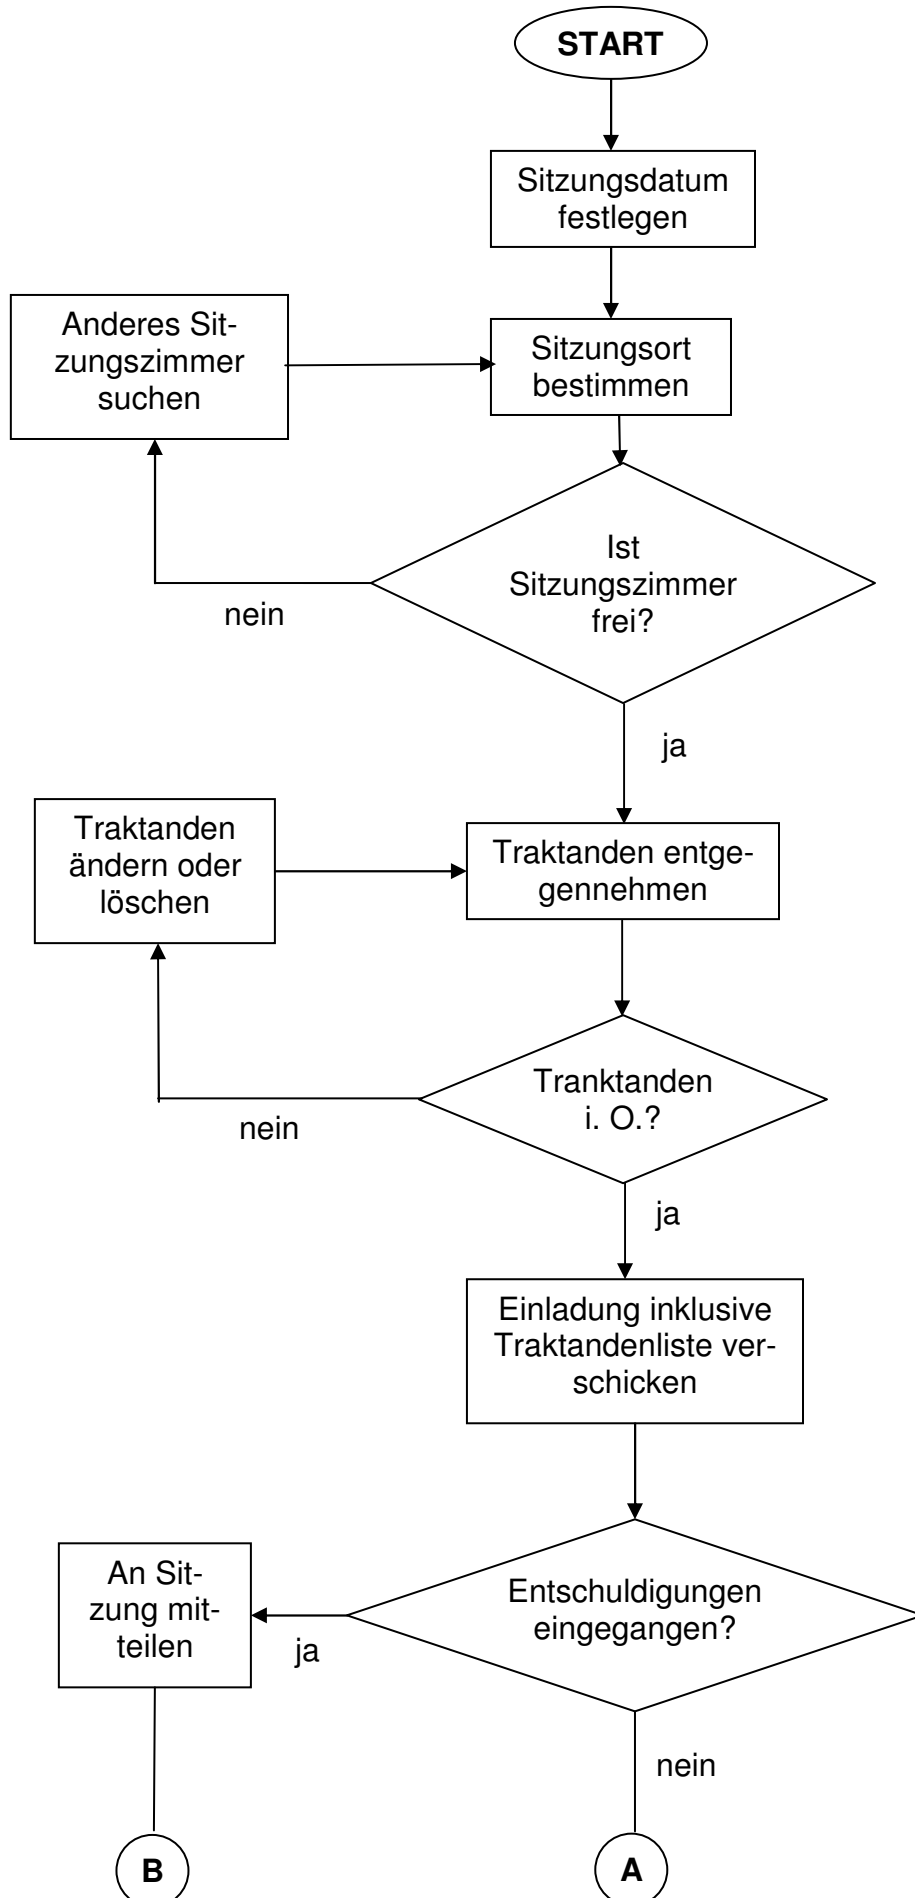 START
Sitzungsdatum
festlegen
Anderes Sit-
zungszimmer
suchen
Sitzungsort
bestimmen
Ist
Sitzungszimmer
frei?
nein
ja
Traktanden
ändern oder
löschen
Traktanden entge-
gennehmen
Tranktanden
i. O.?
nein
ja
Einladung inklusive
Traktandenliste ver-
schicken
An Sit-
zung mit-
teilen
Entschuldigungen
eingegangen?
ja
nein
B
A